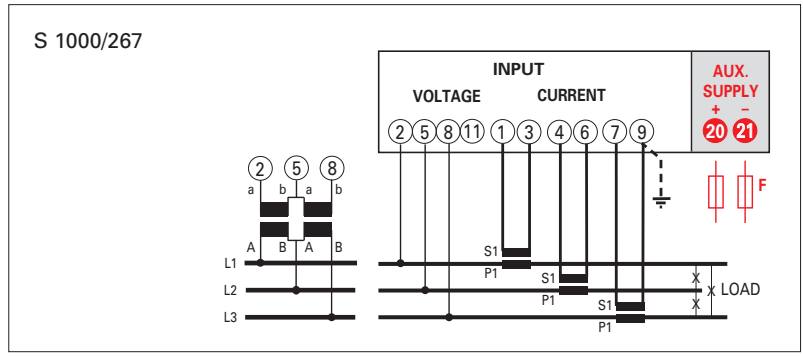 S 1000/267
INPUT
VOLTAGE CURRENT
2 5 8 11 1 3 4 6 7 9
AUX.
SUPPLY
+ –
20 21
F
2 5 8
a b a b
A B A B
L1
L2
L3
S1
P1
S1
P1
S1
P1
X
X
X
LOAD